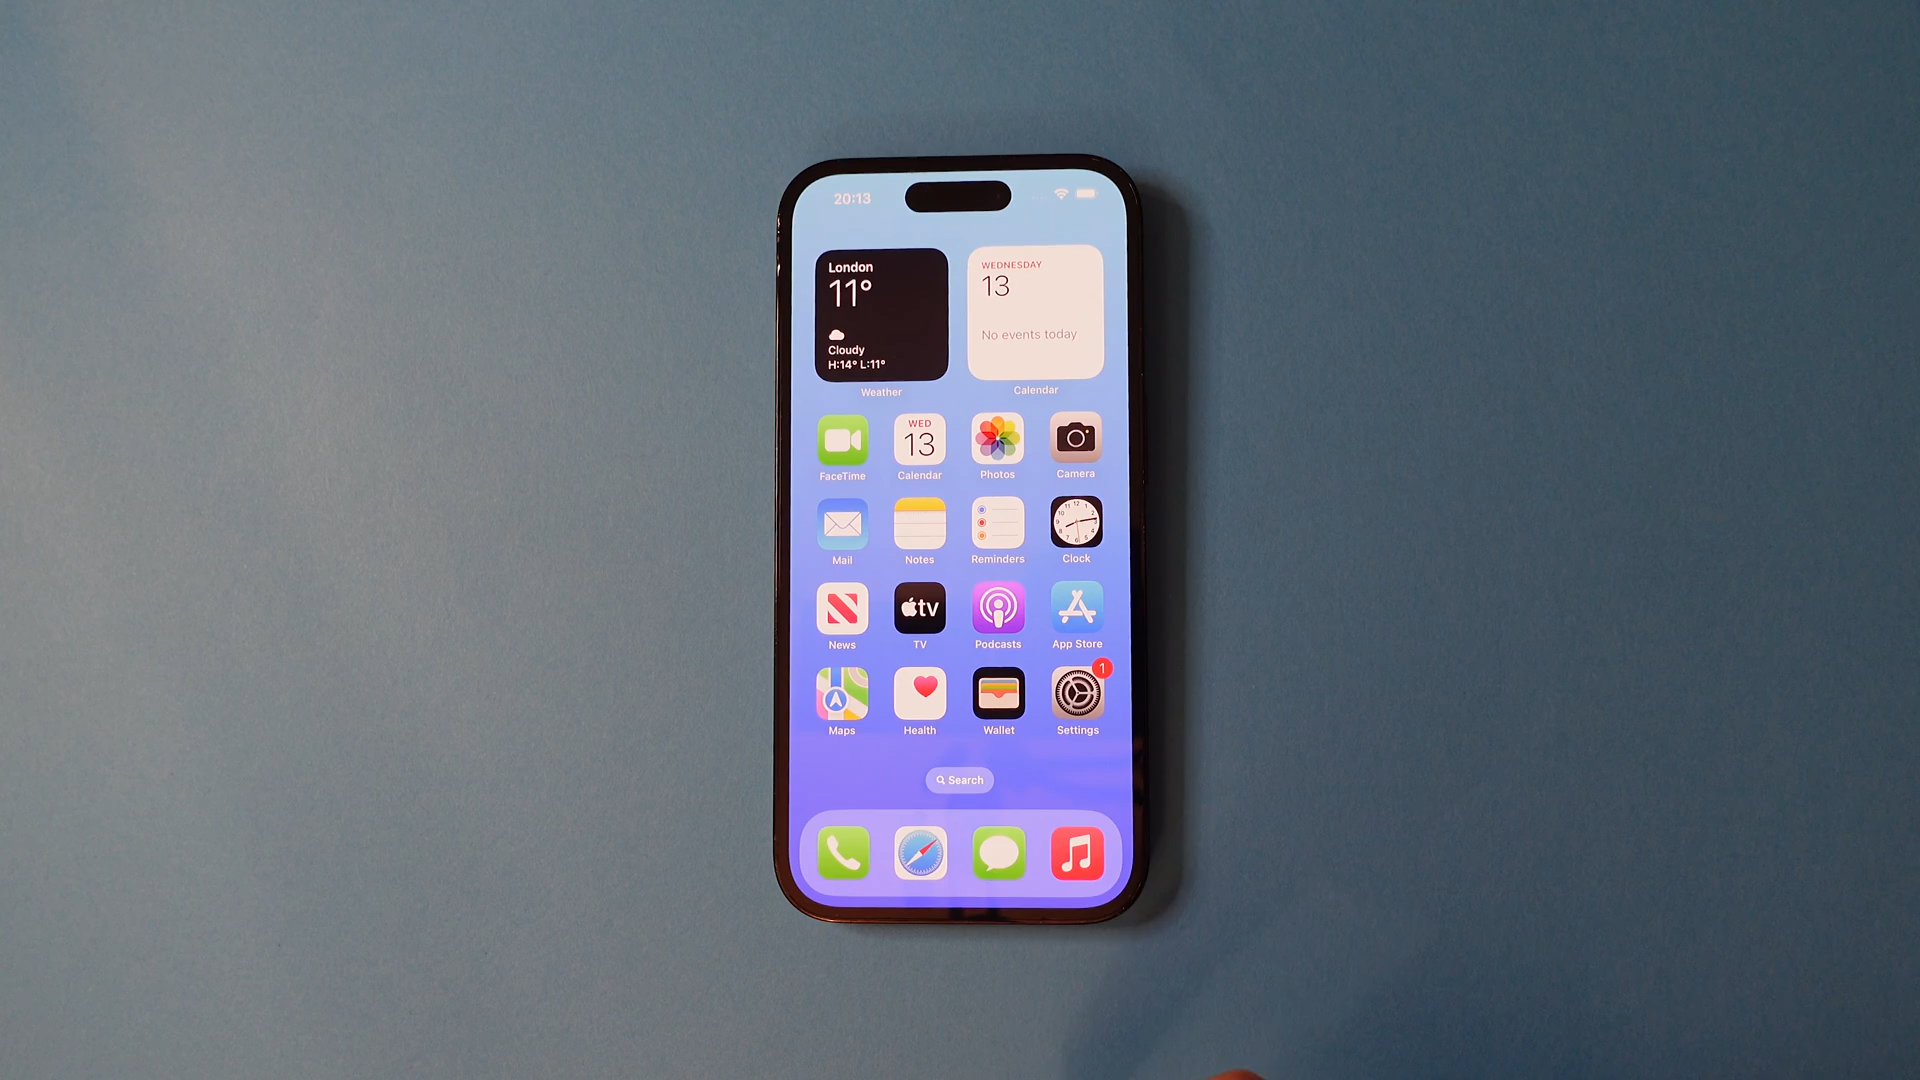 20:13
London
11°
Cloudy
H:14° L:11°
Weather
WEDNESDAY
13
No events today
Calendar
FaceTime
WED
13
Calendar
Photos
Camera
Mail
Notes
Reminders
Clock
News
tv
TV
Podcasts
App Store
Maps
Health
Wallet
1
Settings
Search